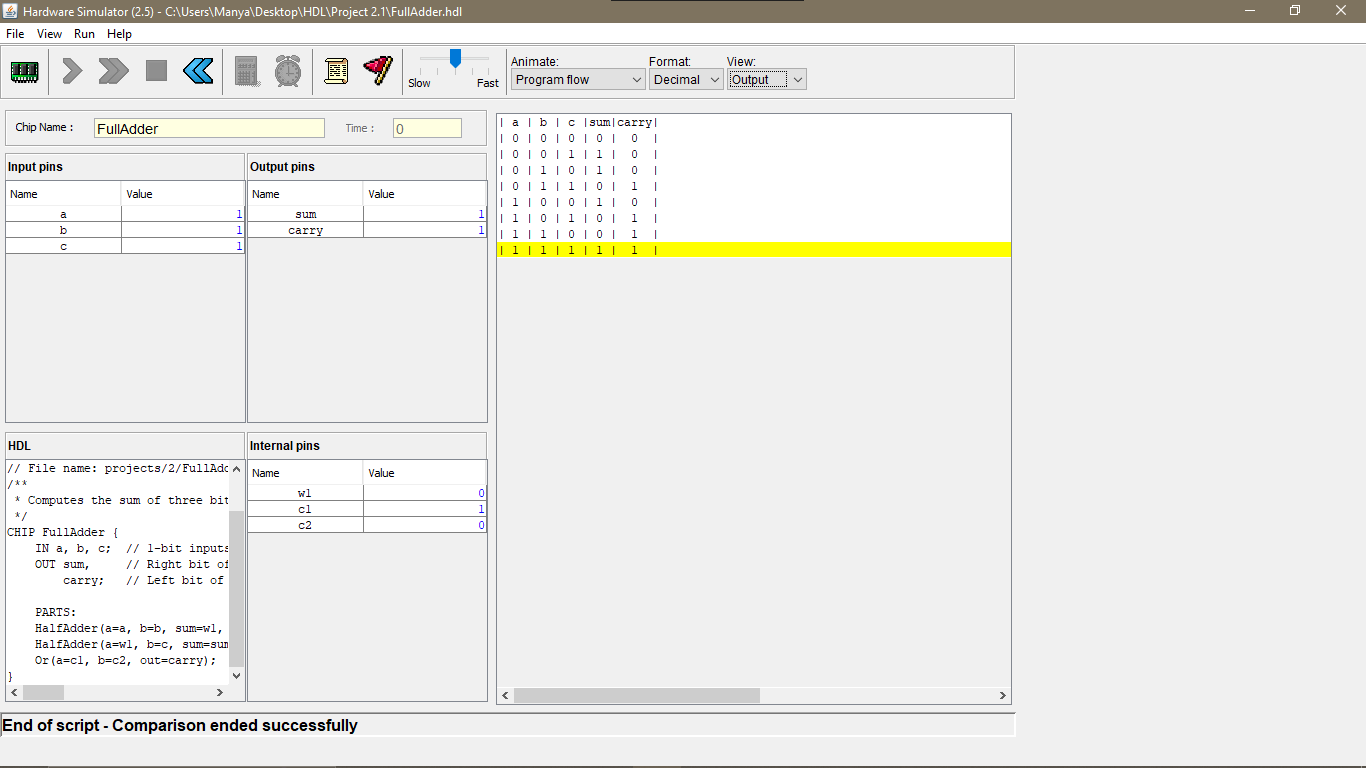 Hardware Simulator (2.5) - C:\Users\Manya\Desktop\HDL\Project 2.1\FullAdder.hdl
File View Run Help
Animate: Format: View:
Slow Fast Program flow Decimal Output
Chip Name : FullAdder Time : 0
Input pins
Name Value
a 1
b 1
c 1
Output pins
Name Value
sum 1
carry 1
| a | b | c |sum|carry|
| 0 | 0 | 0 | 0 | 0 |
| 0 | 0 | 1 | 1 | 0 |
| 0 | 1 | 0 | 1 | 0 |
| 0 | 1 | 1 | 0 | 1 |
| 1 | 0 | 0 | 1 | 0 |
| 1 | 0 | 1 | 0 | 1 |
| 1 | 1 | 0 | 0 | 1 |
| 1 | 1 | 1 | 1 | 1 |
HDL
// File name: projects/2/FullAdd
/**
* Computes the sum of three bit
*/
CHIP FullAdder {
IN a, b, c; // 1-bit inputs
OUT sum, // Right bit of
carry; // Left bit of
PARTS:
HalfAdder(a=a, b=b, sum=w1,
HalfAdder(a=w1, b=c, sum=sum
Or(a=c1, b=c2, out=carry);
}
Internal pins
Name Value
w1 0
c1 1
c2 0
End of script - Comparison ended successfully